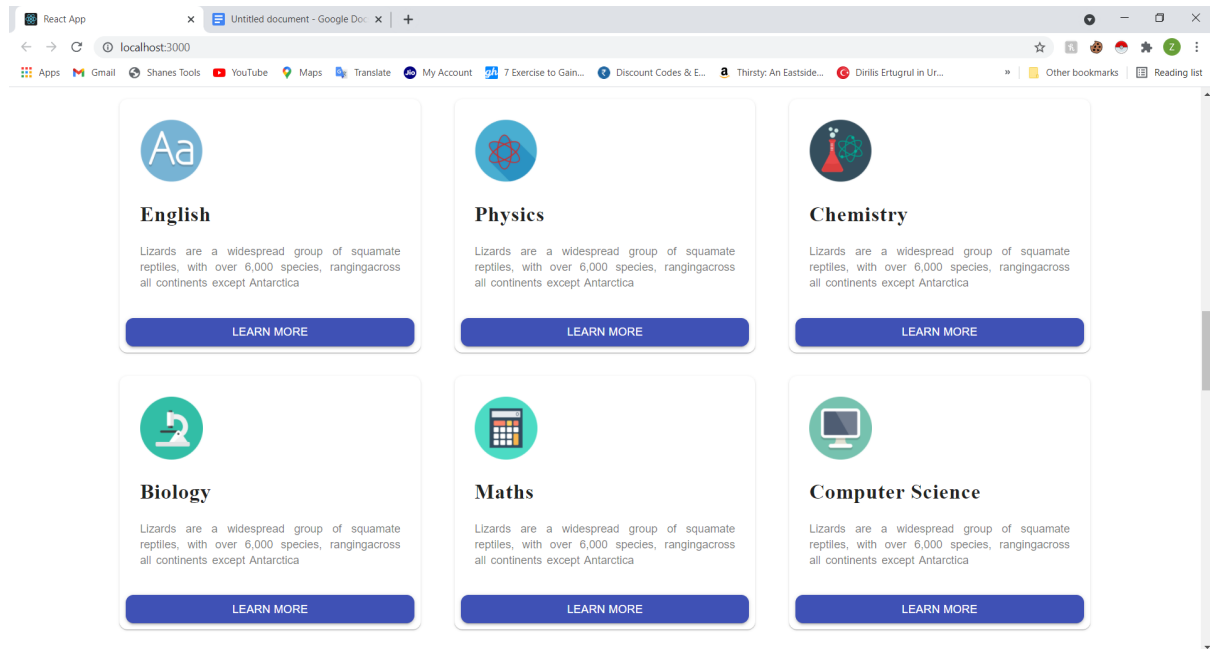 React App
Untitled document - Google Doc
localhost:3000
Z
Apps
Gmail
Shanes Tools
YouTube
Maps
Translate
Jio
My Account
gh
7 Exercise to Gain...
Discount Codes & E...
a
Thirsty: An Eastside...
Dirilis Ertugrul in Ur...
»
Other bookmarks
Reading list
Aa
English
Lizards are a widespread group of squamate
reptiles, with over 6,000 species, rangingacross
all continents except Antarctica
LEARN MORE
Physics
Lizards are a widespread group of squamate
reptiles, with over 6,000 species, rangingacross
all continents except Antarctica
LEARN MORE
Chemistry
Lizards are a widespread group of squamate
reptiles, with over 6,000 species, rangingacross
all continents except Antarctica
LEARN MORE
Biology
Lizards are a widespread group of squamate
reptiles, with over 6,000 species, rangingacross
all continents except Antarctica
LEARN MORE
Maths
Lizards are a widespread group of squamate
reptiles, with over 6,000 species, rangingacross
all continents except Antarctica
LEARN MORE
Computer Science
Lizards are a widespread group of squamate
reptiles, with over 6,000 species, rangingacross
all continents except Antarctica
LEARN MORE